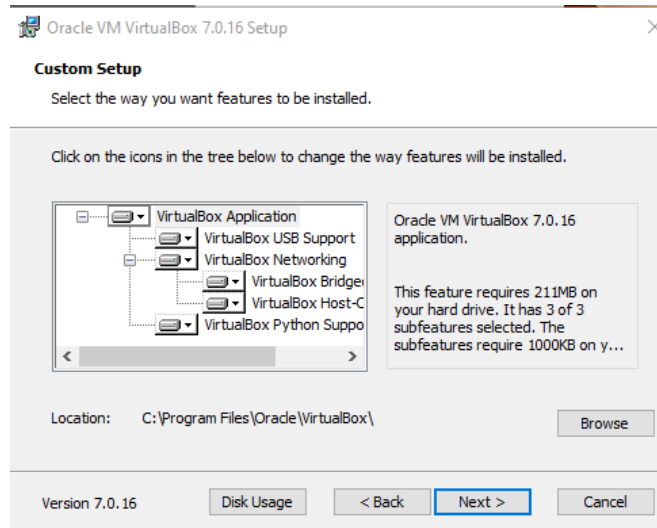 Oracle VM VirtualBox 7.0.16 Setup
Custom Setup
Select the way you want features to be installed.
Click on the icons in the tree below to change the way features will be installed.
VirtualBox Application
VirtualBox USB Support
VirtualBox Networking
VirtualBox Bridge
VirtualBox Host-C
VirtualBox Python Suppo
Oracle VM VirtualBox 7.0.16
application.
This feature requires 211MB on
your hard drive. It has 3 of 3
subfeatures selected. The
subfeatures require 1000KB on y...
Location: C:\Program Files\Oracle\VirtualBox\
Browse
Version 7.0.16
Disk Usage
< Back
Next >
Cancel